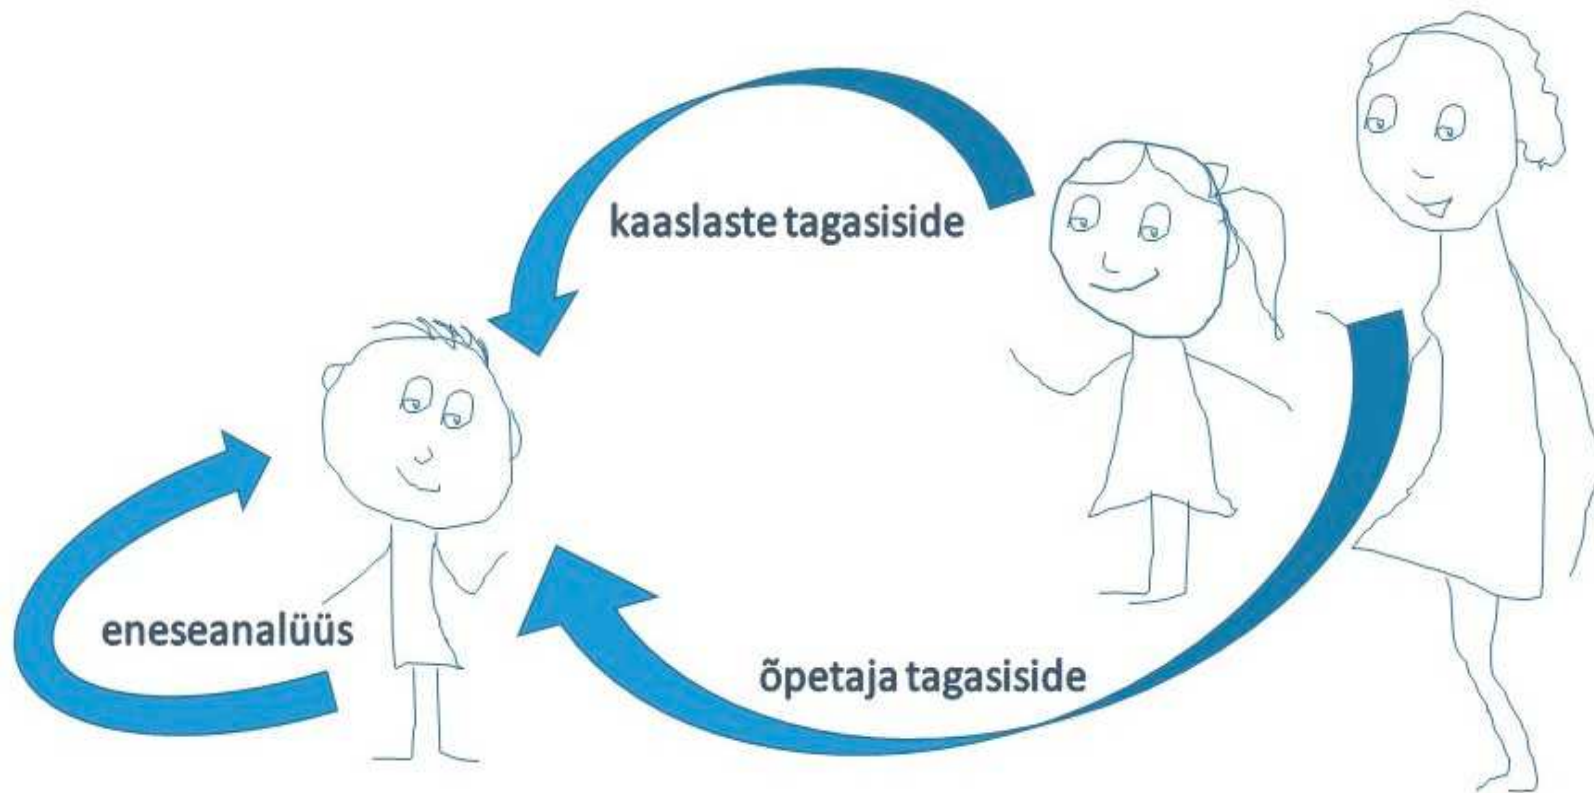 kaaslaste tagasiside
eneseanalüüs
õpetaja tagasiside